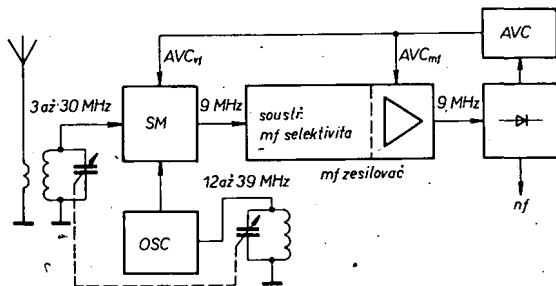 AVC
AVCvf
AVCmf
3 až 30 MHz
9 MHz
9 MHz
SM
soustř.
mf selektivita
mf zesilovač
12 až 39 MHz
OSC
nf